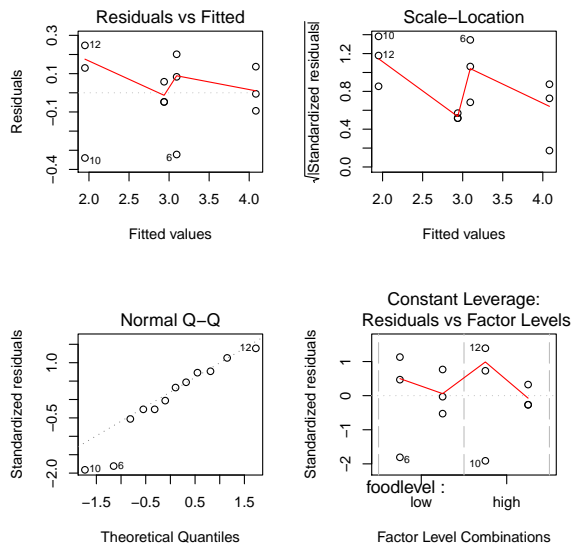 Residuals vs Fitted
Residuals
0.3
0.1
-0.1
-0.4
12
10
6
2.0 2.5 3.0 3.5 4.0
Fitted values
Scale-Location
√|Standardized residuals|
1.2
0.8
0.4
0.0
10
12
6
2.0 2.5 3.0 3.5 4.0
Fitted values
Normal Q-Q
Standardized residuals
1.0
-0.5
-2.0
12
10
6
-1.5 -0.5 0.5 1.5
Theoretical Quantiles
Constant Leverage:
Residuals vs Factor Levels
Standardized residuals
1
0
-1
-2
12
6
10
foodlevel :
low high
Factor Level Combinations